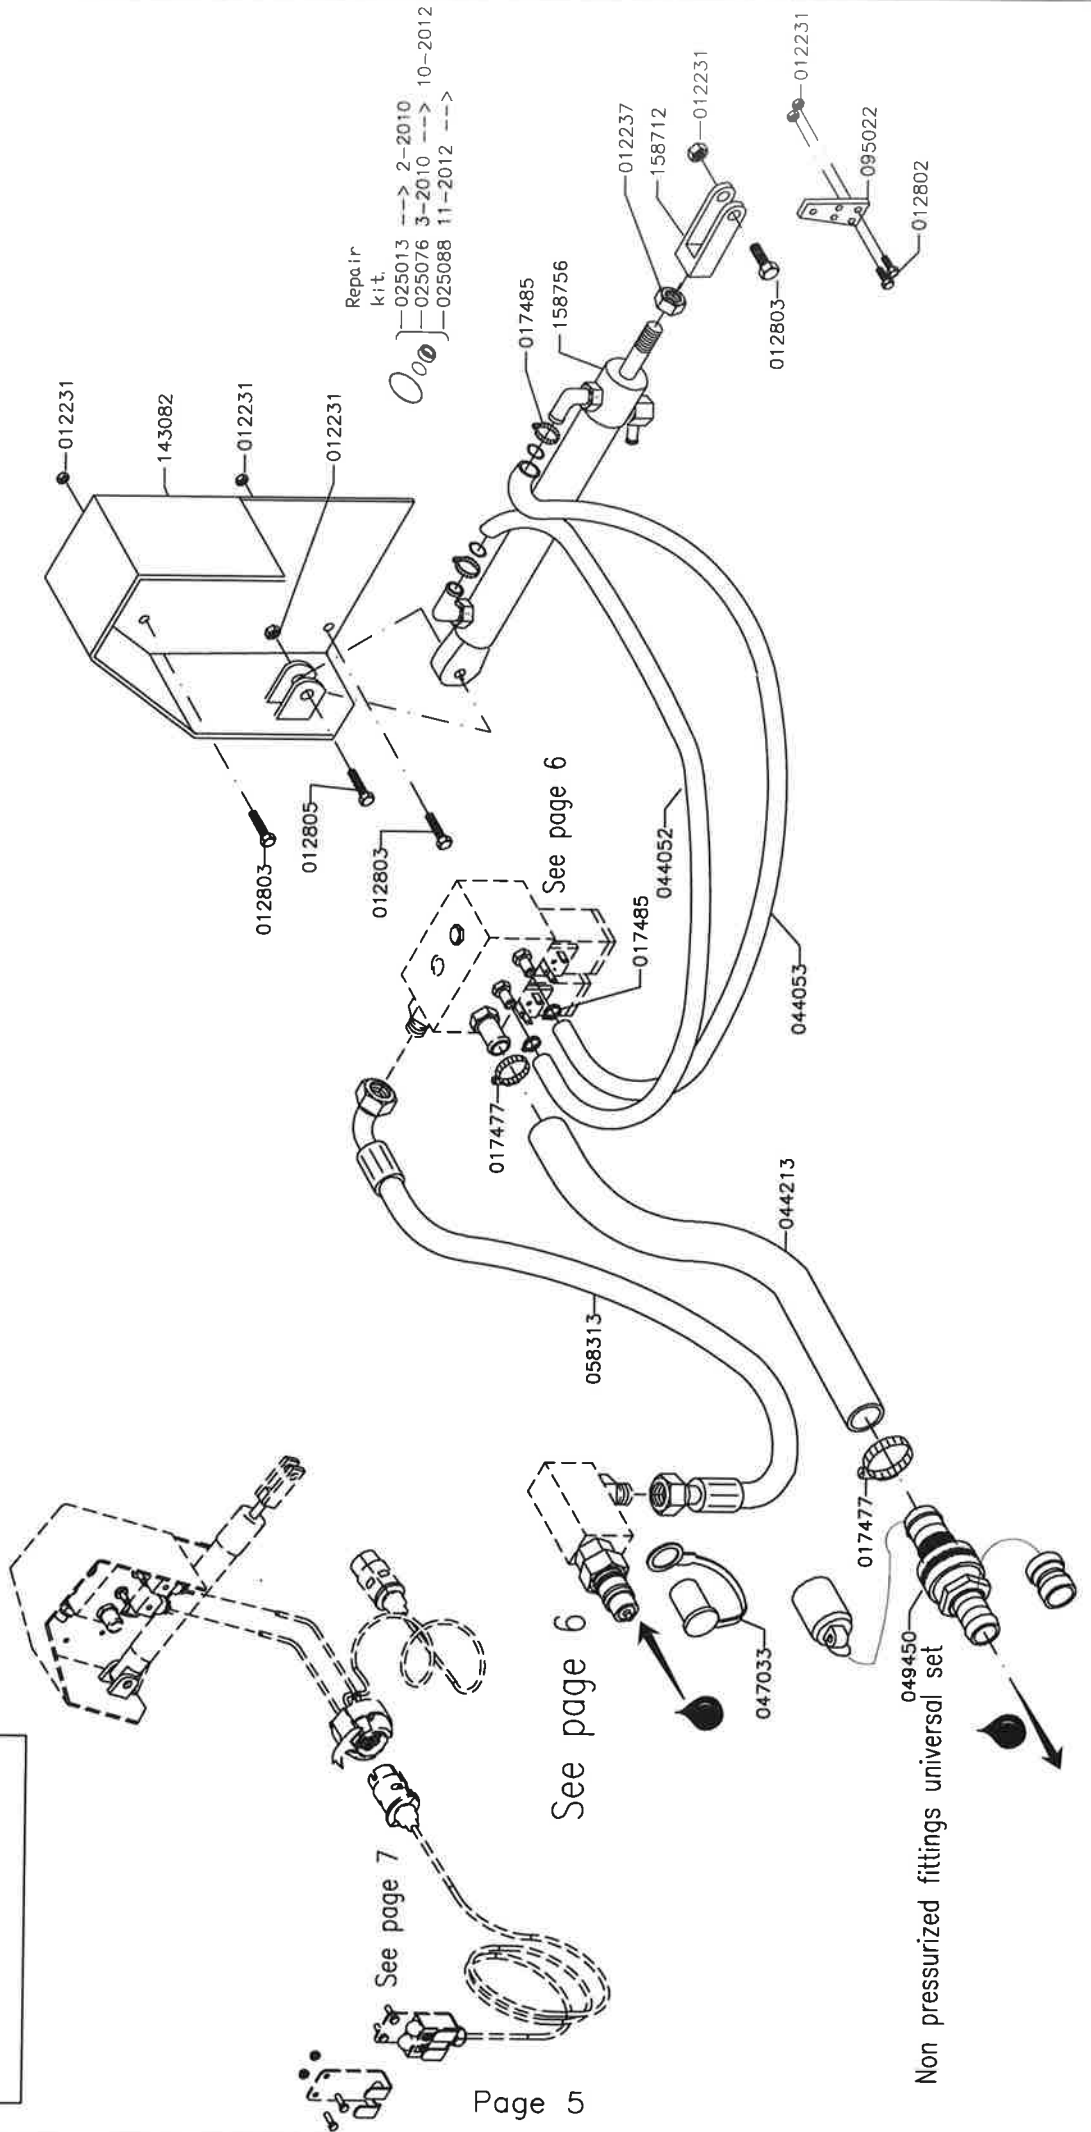 012231
143082
012231
012231
Repair
kit.
025013 --> 2-2010
025076 3-2010 --> 10-2012
025088 11-2012 -->
017485
158756
012237
158712
012231
012803
012231
095022
012802
012803
012805
012803
See page 6
017485
044052
044053
017477
044213
058313
017477
See page 6
047033
049450
Non pressurized fittings universal set
See page 7
Page 5